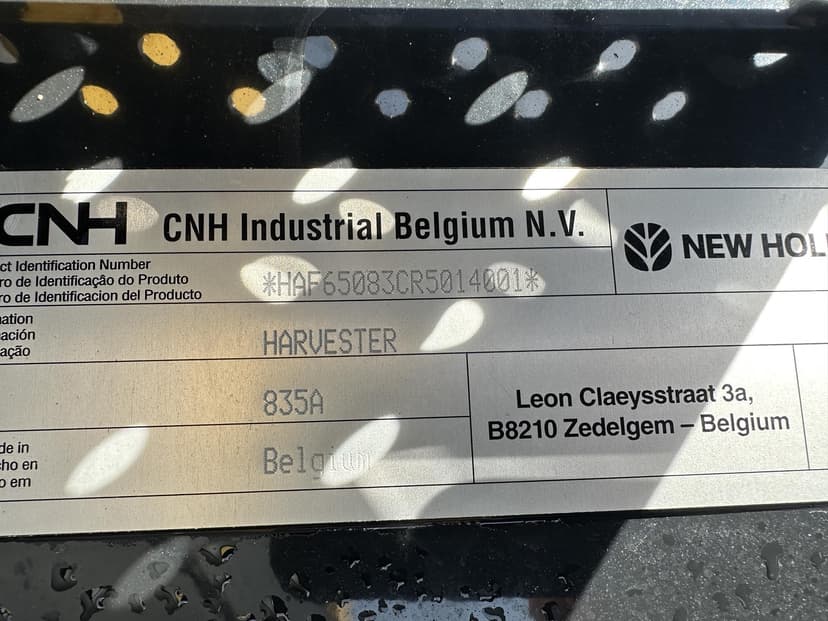 CNH CNH Industrial Belgium N.V. NEW HOL
ct Identification Number
ro de Identificação do Produto
ro de Identificacion del Producto
*HAF65083CR5014001*
ation
ación
ação
HARVESTER
835A
Leon Claeysstraat 3a,
B8210 Zedelgem – Belgium
de in
cho en
o em
Belgium